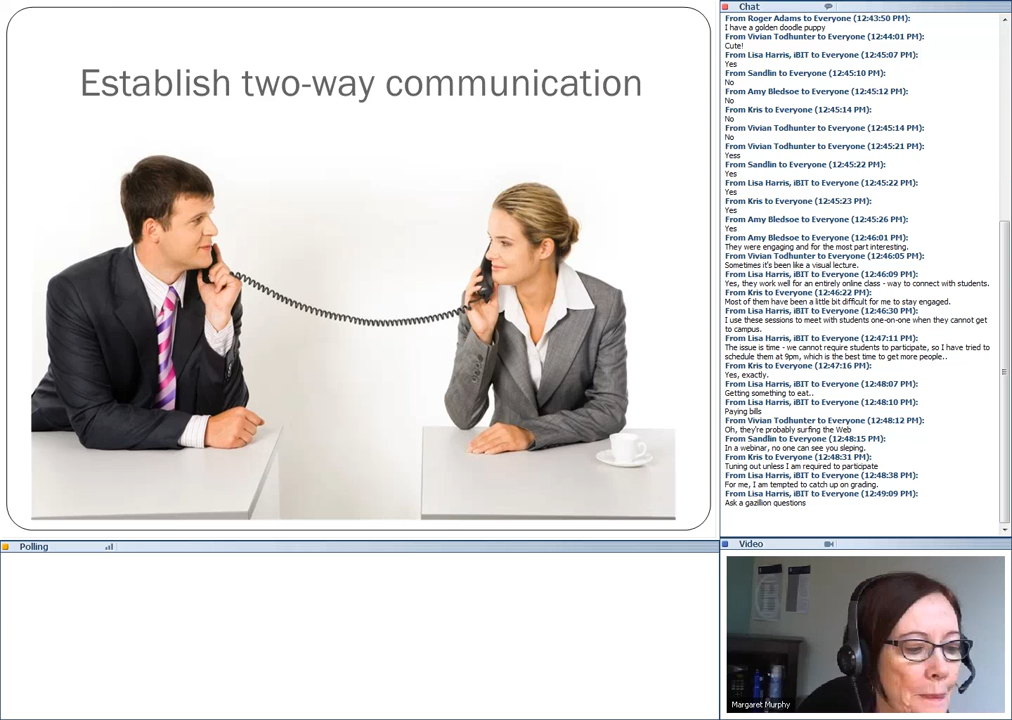 Establish two-way communication
Chat
From Roger Adams to Everyone (12:43:50 PM):
I have a golden doodle puppy
From Vivian Todhunter to Everyone (12:44:01 PM):
Cute!
From Lisa Harris, iBIT to Everyone (12:45:07 PM):
Yes
From Sandlin to Everyone (12:45:10 PM):
No
From Amy Bledsoe to Everyone (12:45:12 PM):
No
From Kris to Everyone (12:45:14 PM):
No
From Vivian Todhunter to Everyone (12:45:14 PM):
No
From Vivian Todhunter to Everyone (12:45:21 PM):
Yess
From Sandlin to Everyone (12:45:22 PM):
Yes
From Lisa Harris, iBIT to Everyone (12:45:22 PM):
Yes
From Kris to Everyone (12:45:23 PM):
Yes
From Amy Bledsoe to Everyone (12:45:26 PM):
Yes
From Amy Bledsoe to Everyone (12:46:01 PM):
They were engaging and for the most part interesting.
From Vivian Todhunter to Everyone (12:46:05 PM):
Sometimes it's been like a visual lecture.
From Lisa Harris, iBIT to Everyone (12:46:09 PM):
Yes, they work well for an entirely online class - way to connect with students.
From Kris to Everyone (12:46:22 PM):
Most of them have been a little bit difficult for me to stay engaged.
From Lisa Harris, iBIT to Everyone (12:46:30 PM):
I use these sessions to meet with students one-on-one when they cannot get
to campus.
From Lisa Harris, iBIT to Everyone (12:47:11 PM):
The issue is time - we cannot require students to participate, so I have tried to
schedule them at 9pm, which is the best time to get more people..
From Kris to Everyone (12:47:16 PM):
Yes, exactly.
From Lisa Harris, iBIT to Everyone (12:48:07 PM):
Getting something to eat..
From Lisa Harris, iBIT to Everyone (12:48:10 PM):
Paying bills
From Vivian Todhunter to Everyone (12:48:12 PM):
Oh, they're probably surfing the Web
From Sandlin to Everyone (12:48:15 PM):
In a webinar, no one can see you sleping.
From Kris to Everyone (12:48:31 PM):
Tuning out unless I am required to participate
From Lisa Harris, iBIT to Everyone (12:48:38 PM):
For me, I am tempted to catch up on grading.
From Lisa Harris, iBIT to Everyone (12:49:09 PM):
Ask a gazillion questions
Polling
Video
Margaret Murphy